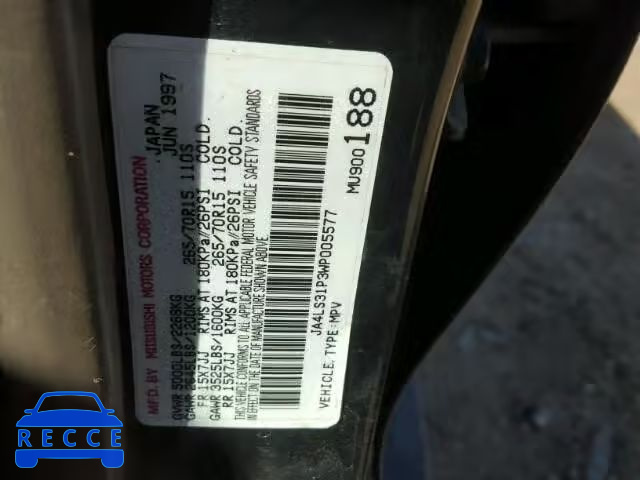 MFD.BY MITSUBISHI MOTORS CORPORATION JAPAN
JUN 1997
GVWR 5000LBS/2268KG
GAWR 2645LBS/1200KG 265/70R15 110S
FR 15X7JJ RIMS AT 180KPa/26PSI COLD.
GAWR 3525LBS/1600KG 265/70R15 110S
RR 15X7JJ RIMS AT 180KPa/26PSI COLD.
THIS VEHICLE CONFORMS TO ALL APPLICABLE FEDERAL MOTOR VEHICLE SAFETY STANDARDS
IN EFFECT ON THE DATE OF MANUFACTURE SHOWN ABOVE.
JA4LS31P3WP005577 MU900188
VEHICLE,TYPE:MPV
RECCE